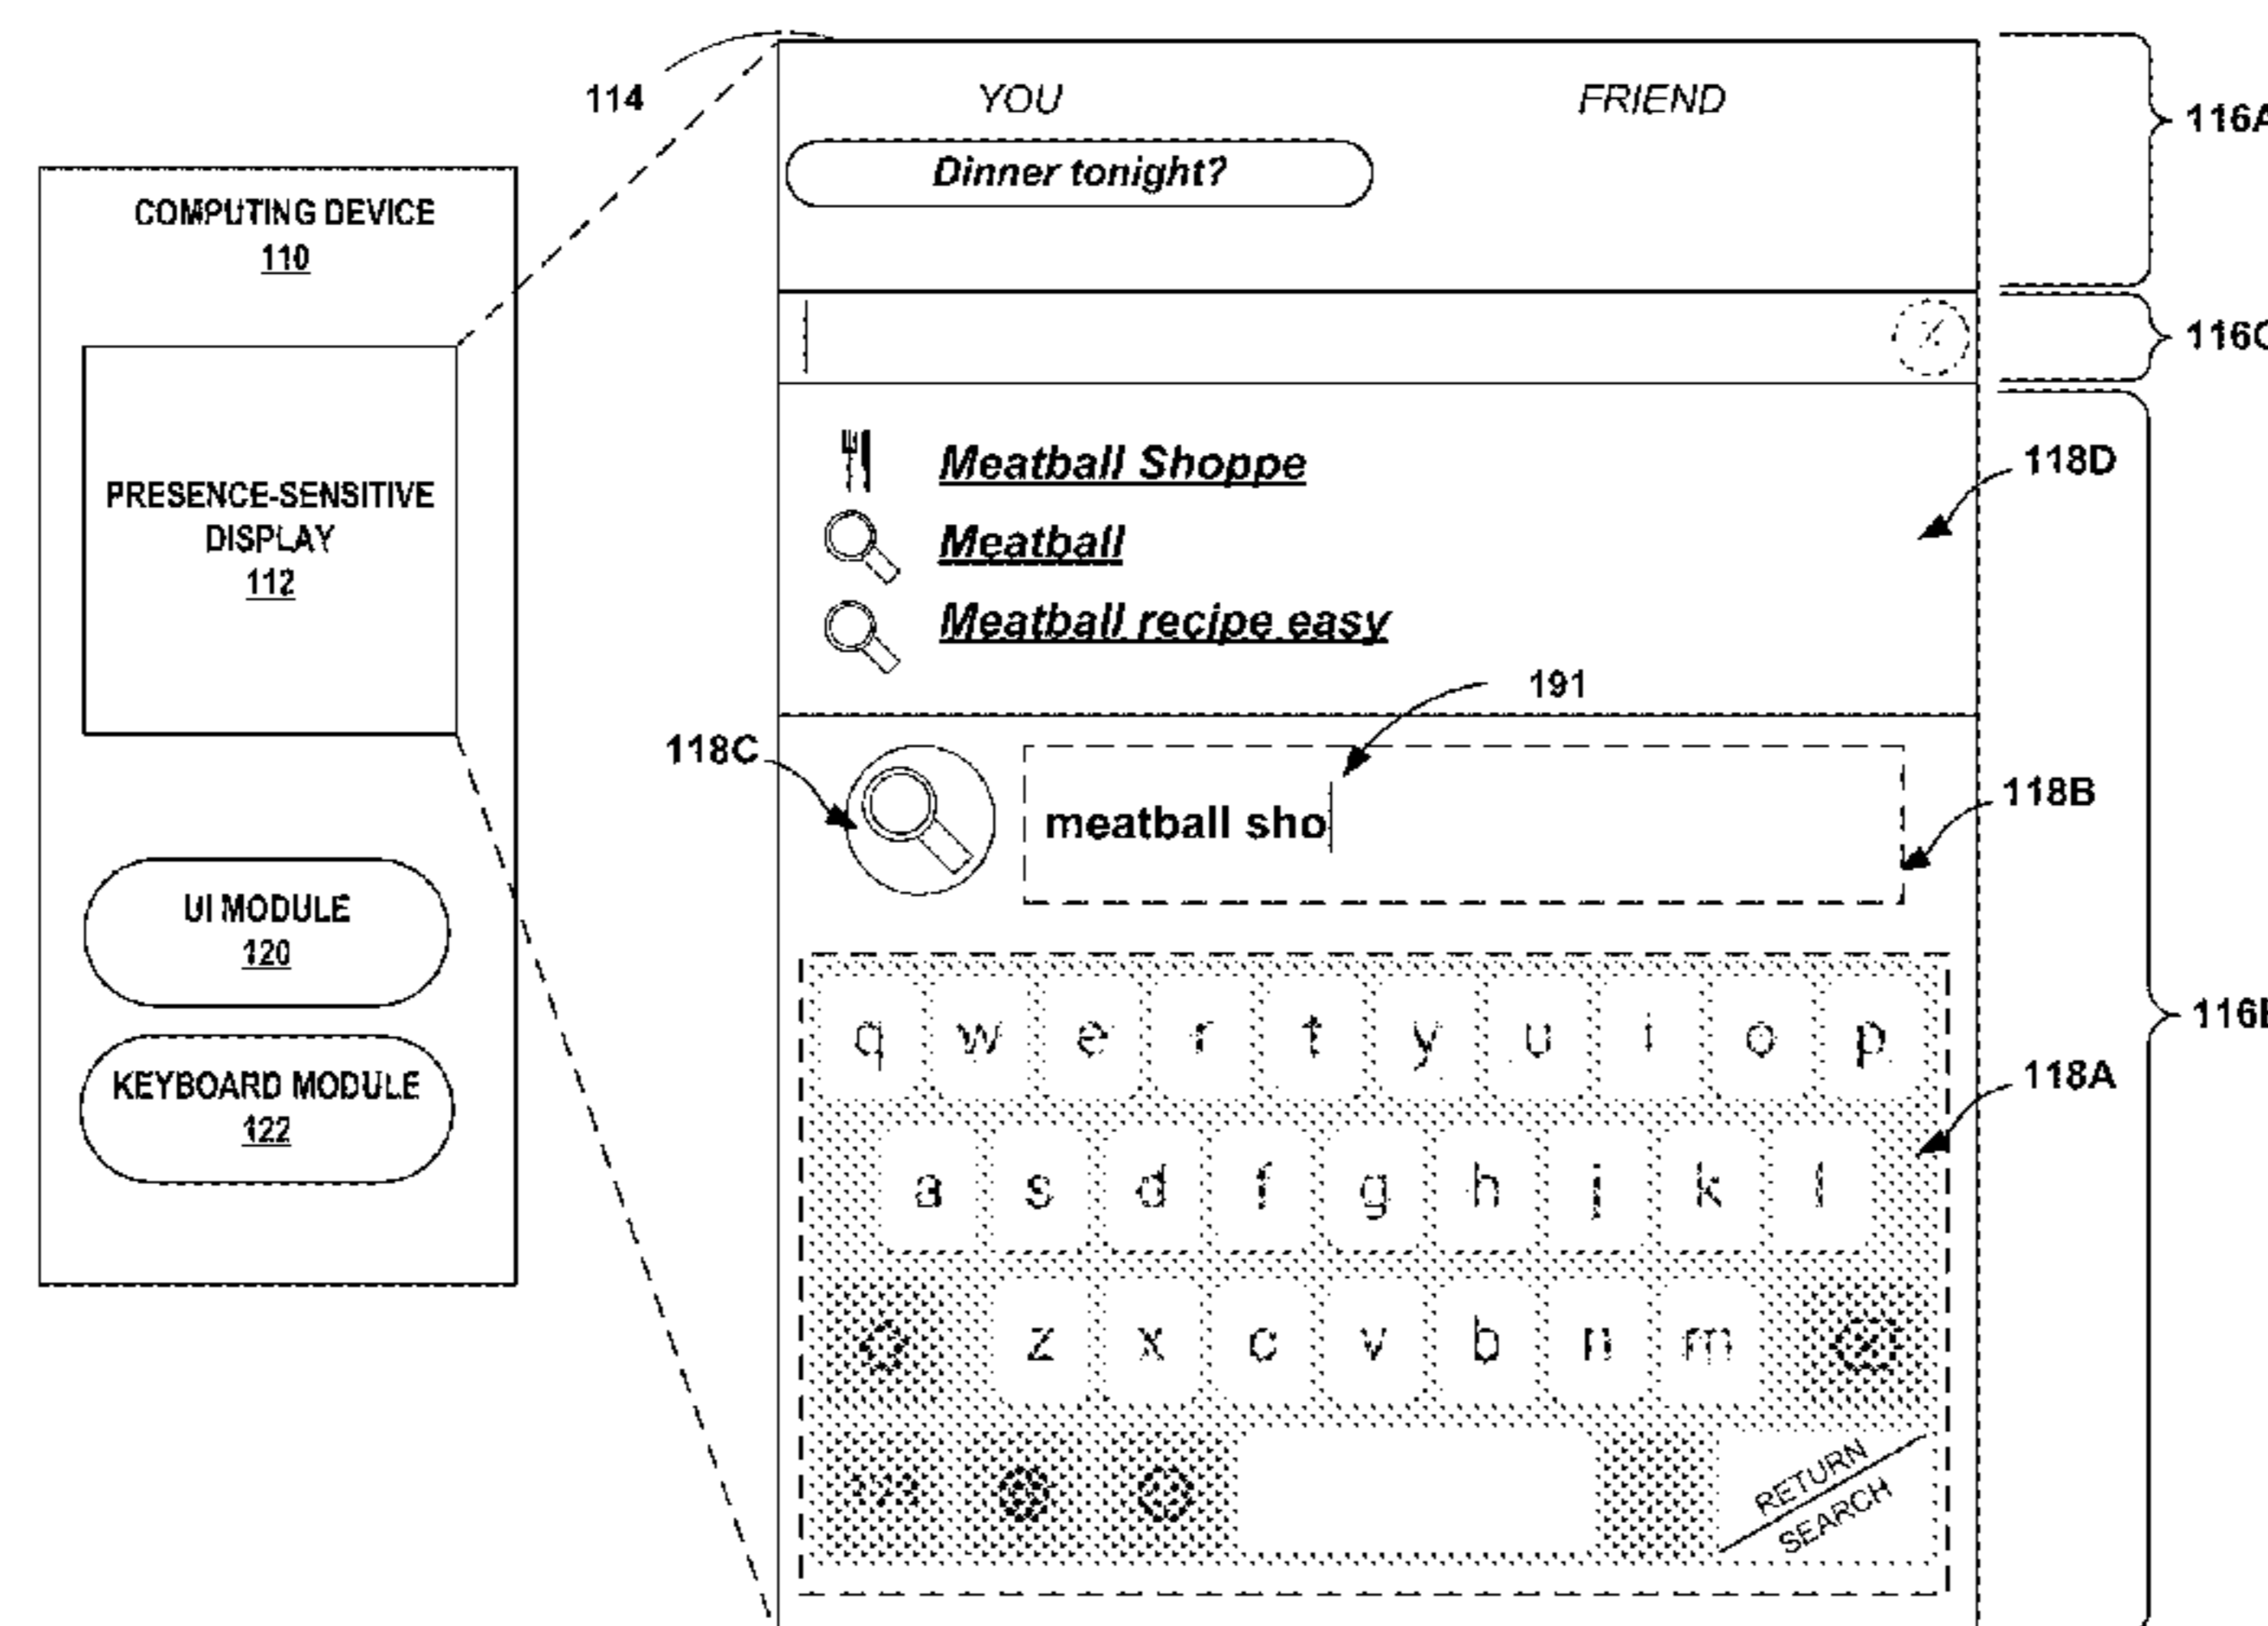 114
YOU FRIEND
116A
Dinner tonight?
COMPUTING DEVICE
110
116C
PRESENCE-SENSITIVE
DISPLAY
112
Meatball Shoppe
118D
Meatball
Meatball recipe easy
191
118C
meatball sho
118B
UI MODULE
120
KEYBOARD MODULE
122
q w e r t y u i o p
116B
118A
a s d f g h j k l
z x c v b n m
RETURN
SEARCH